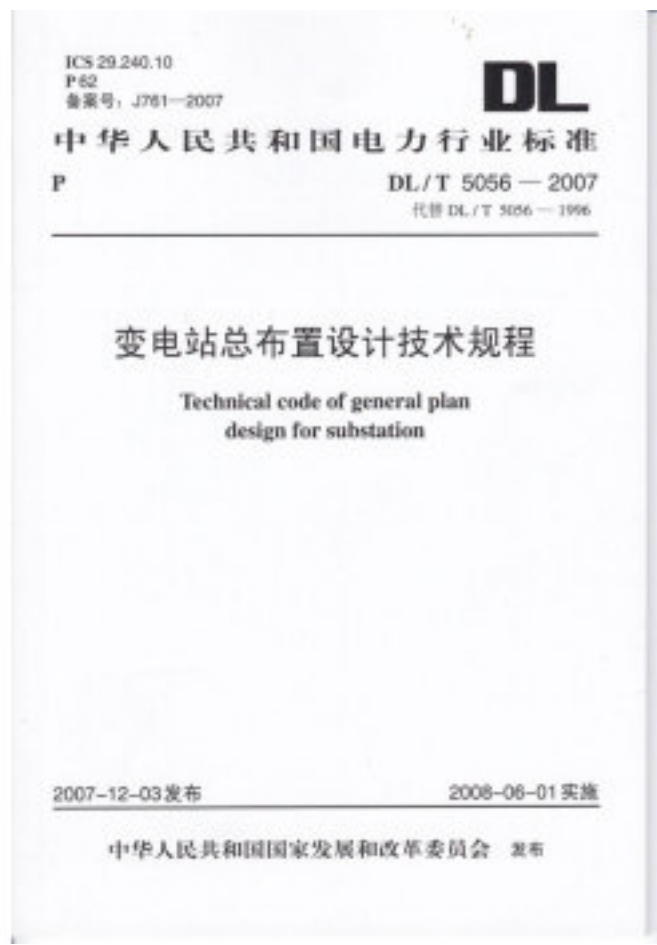 ICS 29.240.10
P 62
备案号：J761—2007
DL
中华人民共和国电力行业标准
P
DL/T 5056 — 2007
代替 DL/T 5056 — 1996
变电站总布置设计技术规程
Technical code of general plan
design for substation
2007-12-03发布
2008-06-01实施
中华人民共和国国家发展和改革委员会 发布